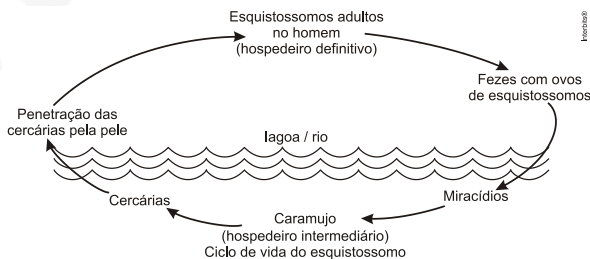 Esquistossomos adultos
no homem
(hospedeiro definitivo)
Interbits®
Fezes com ovos
de esquistossomos
Penetração das
cercárias pela pele
lagoa / rio
Miracídios
Cercárias
Caramujo
(hospedeiro intermediário)
Ciclo de vida do esquistossomo